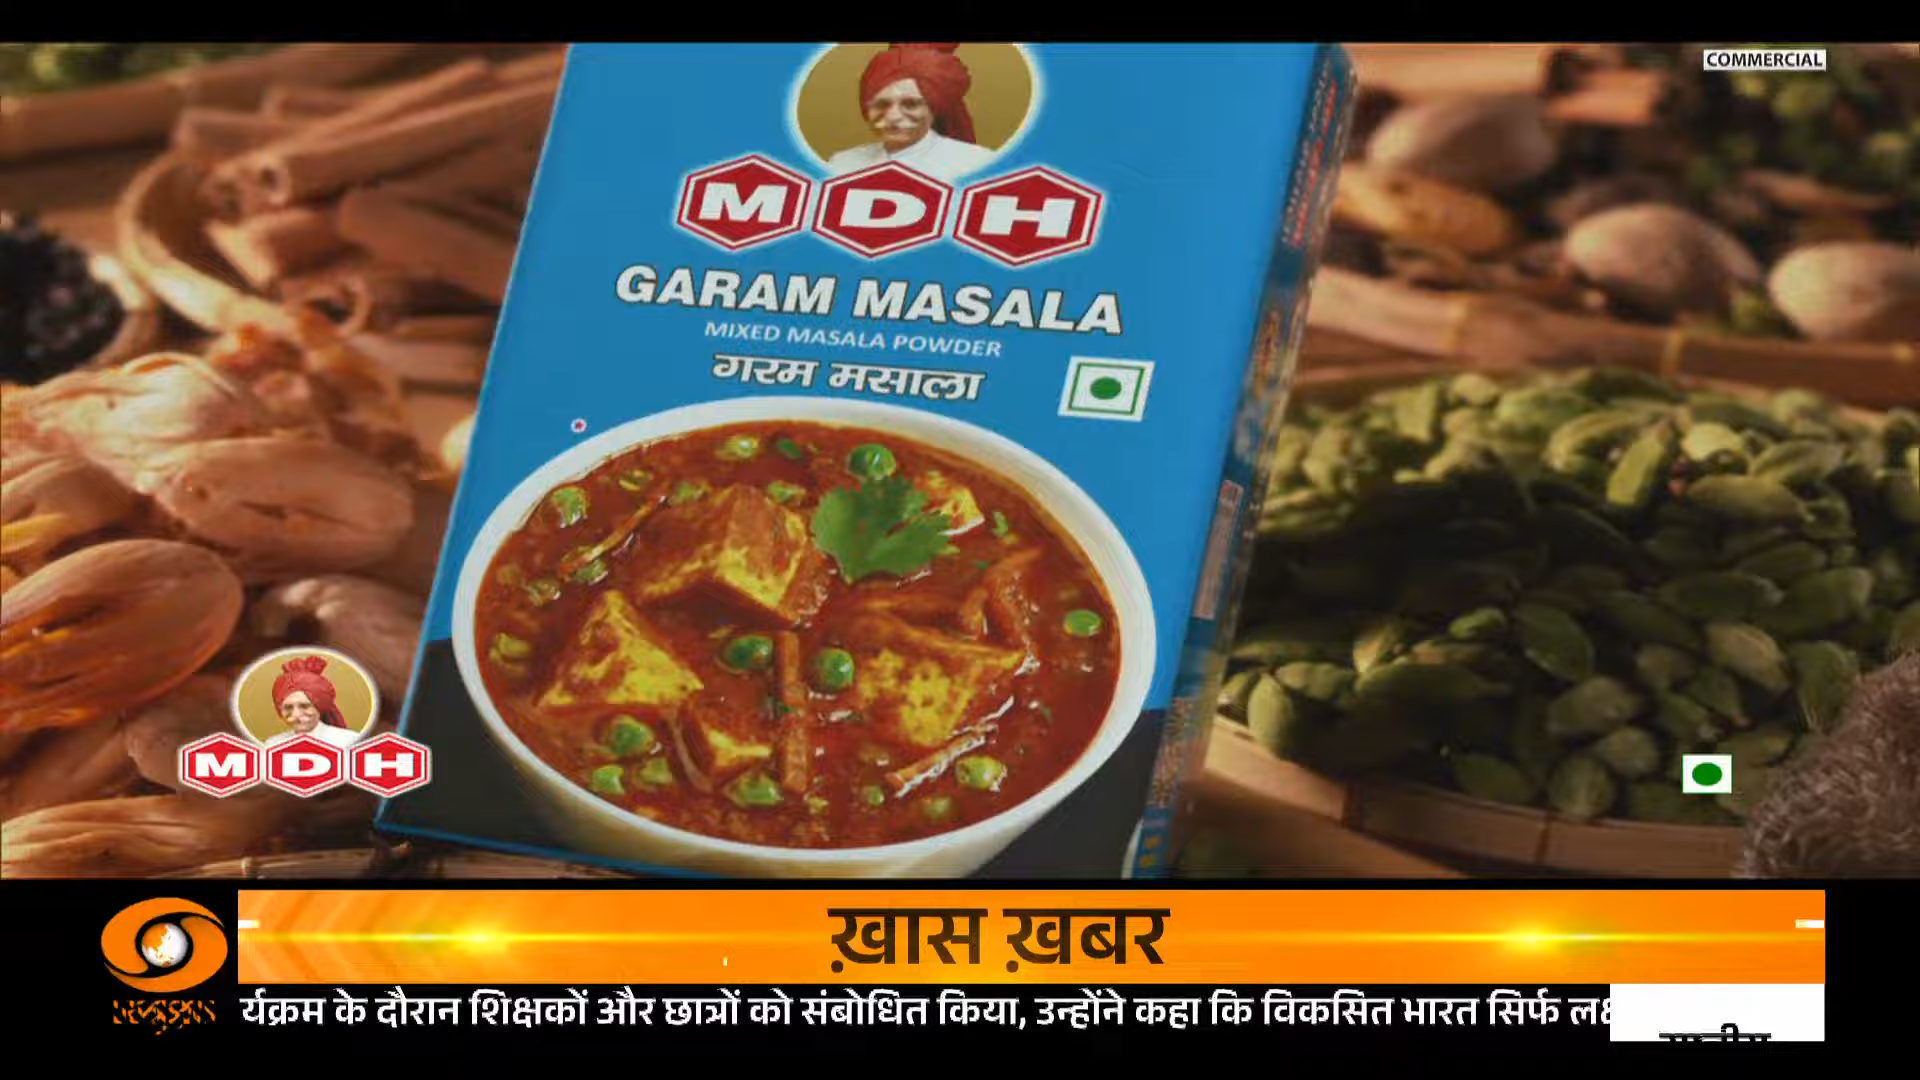 COMMERCIAL
MDH
GARAM MASALA
MIXED MASALA POWDER
गरम मसाला
MDH
ख़ास ख़बर
र्यक्रम के दौरान शिक्षकों और छात्रों को संबोधित किया, उन्होंने कहा कि विकसित भारत सिर्फ